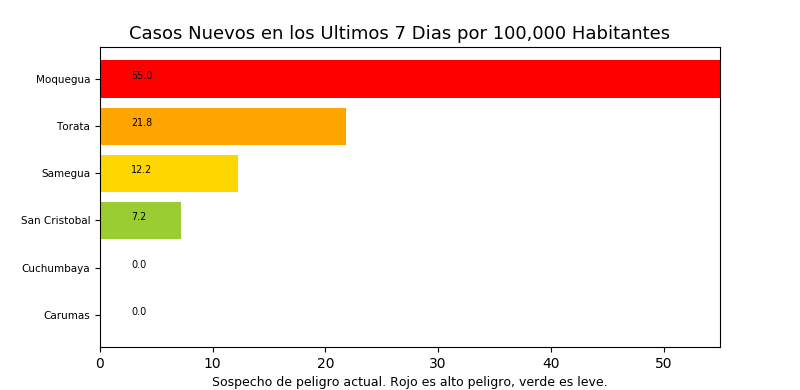 Casos Nuevos en los Ultimos 7 Dias por 100,000 Habitantes
Moquegua 55.0
Torata 21.8
Samegua 12.2
San Cristobal 7.2
Cuchumbaya 0.0
Carumas 0.0
0 10 20 30 40 50
Sospecho de peligro actual. Rojo es alto peligro, verde es leve.